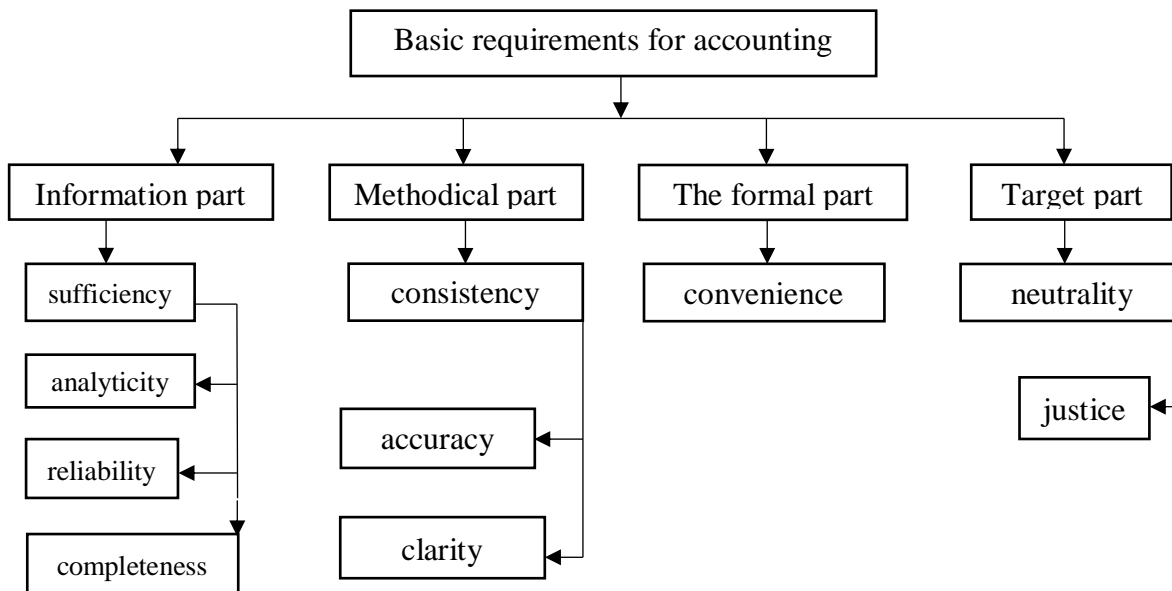 Basic requirements for accounting
Information part
Methodical part
The formal part
Target part
sufficiency
consistency
convenience
neutrality
analyticity
accuracy
justice
reliability
clarity
completeness